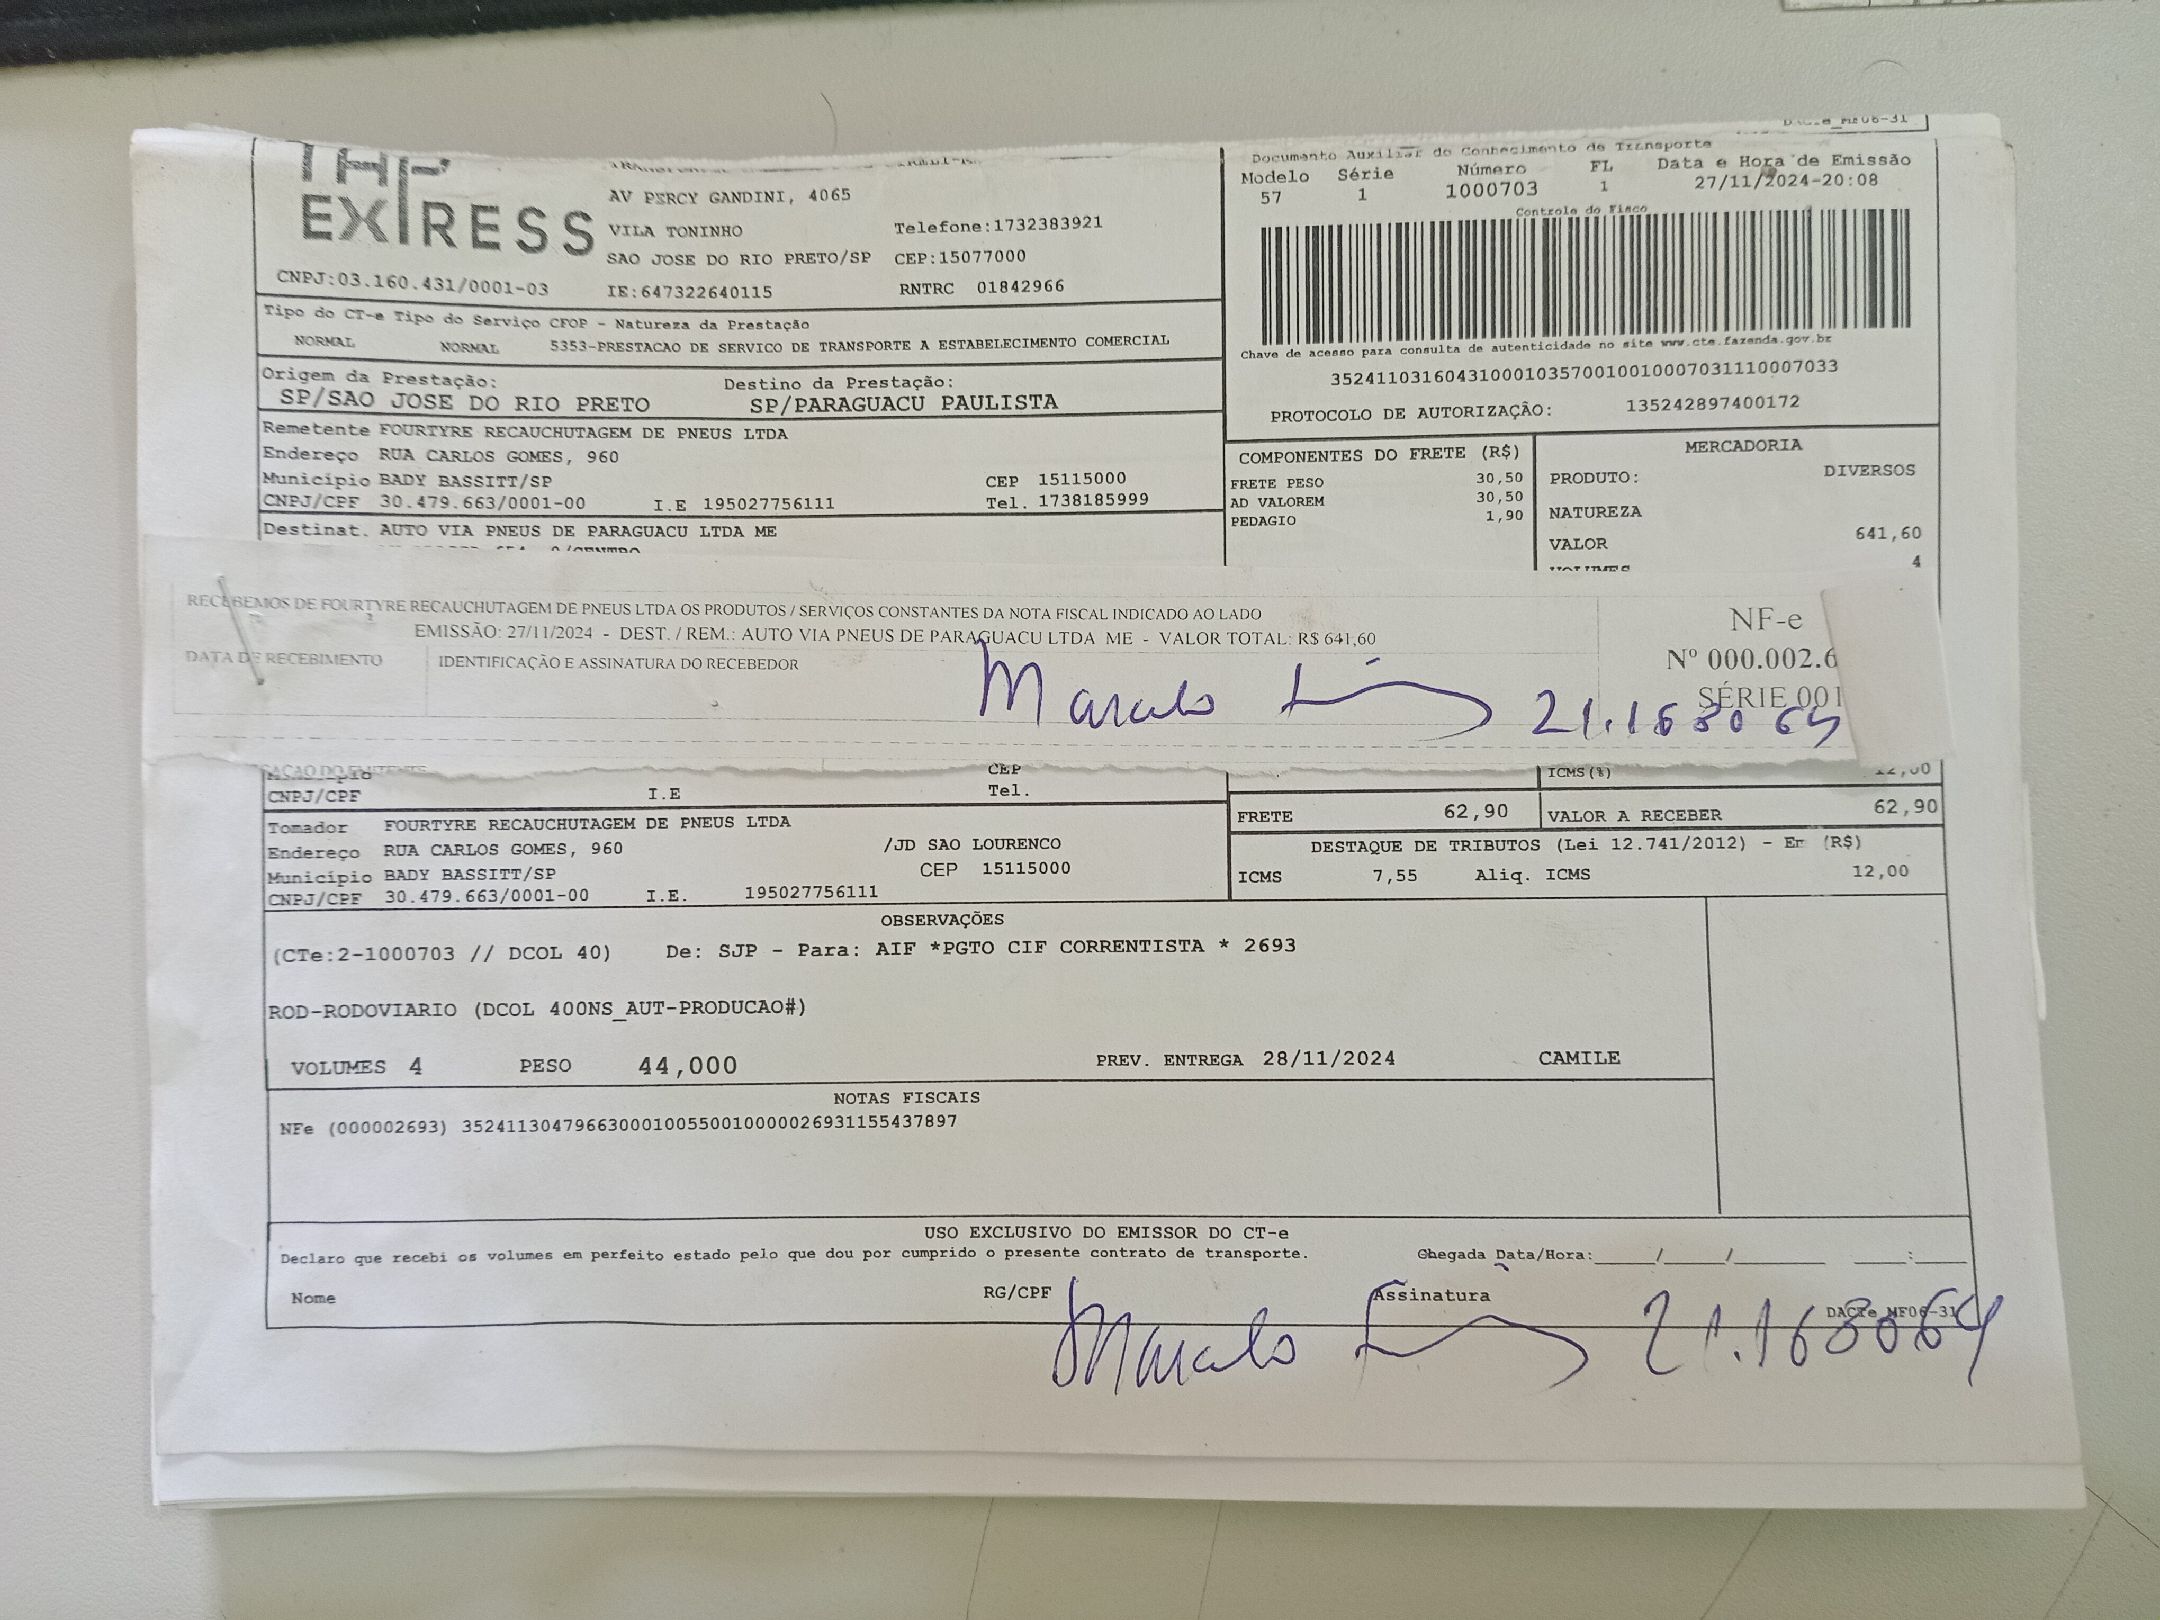 EXPRESS
AV PERCY GANDINI, 4065
VILA TONINHO Telefone:1732383921
SAO JOSE DO RIO PRETO/SP CEP:15077000
CNPJ:03.160.431/0001-03 IE:647322640115 RNTRC 01842966
Documento Auxiliar do Conhecimento de Transporte
Modelo Série Número FL Data e Hora de Emissão
57 1 1000703 1 27/11/2024-20:08
Controle do Fisco
Chave de acesso para consulta de autenticidade no site www.cte.fazenda.gov.br
35241103160431000103570010010007031110007033
PROTOCOLO DE AUTORIZAÇÃO: 135242897400172
Tipo do CT-e Tipo do Serviço CFOP - Natureza da Prestação
NORMAL NORMAL 5353-PRESTACAO DE SERVICO DE TRANSPORTE A ESTABELECIMENTO COMERCIAL
Origem da Prestação: Destino da Prestação:
SP/SAO JOSE DO RIO PRETO SP/PARAGUACU PAULISTA
Remetente FOURTYRE RECAUCHUTAGEM DE PNEUS LTDA
Endereço RUA CARLOS GOMES, 960
Município BADY BASSITT/SP CEP 15115000
CNPJ/CPF 30.479.663/0001-00 I.E 195027756111 Tel. 1738185999
Destinat. AUTO VIA PNEUS DE PARAGUACU LTDA ME
COMPONENTES DO FRETE (R$)
FRETE PESO 30,50
AD VALOREM 30,50
PEDAGIO 1,90
MERCADORIA
PRODUTO: DIVERSOS
NATUREZA
VALOR 641,60
VOLUMES 4
RECEBEMOS DE FOURTYRE RECAUCHUTAGEM DE PNEUS LTDA OS PRODUTOS / SERVIÇOS CONSTANTES DA NOTA FISCAL INDICADO AO LADO
EMISSÃO: 27/11/2024 - DEST. / REM.: AUTO VIA PNEUS DE PARAGUACU LTDA ME - VALOR TOTAL: R$ 641,60
DATA DE RECEBIMENTO IDENTIFICAÇÃO E ASSINATURA DO RECEBEDOR
NF-e
Nº 000.002.6
SÉRIE 001
21.163064
CEP
CNPJ/CPF I.E Tel.
ICMS(%) 12,00
FRETE 62,90 VALOR A RECEBER 62,90
Tomador FOURTYRE RECAUCHUTAGEM DE PNEUS LTDA
Endereço RUA CARLOS GOMES, 960 /JD SAO LOURENCO
Município BADY BASSITT/SP CEP 15115000
CNPJ/CPF 30.479.663/0001-00 I.E. 195027756111
DESTAQUE DE TRIBUTOS (Lei 12.741/2012) - Em (R$)
ICMS 7,55 Aliq. ICMS 12,00
OBSERVAÇÕES
(CTe:2-1000703 // DCOL 40) De: SJP - Para: AIF *PGTO CIF CORRENTISTA * 2693
ROD-RODOVIARIO (DCOL 400NS_AUT-PRODUCAO#)
VOLUMES 4 PESO 44,000 PREV. ENTREGA 28/11/2024 CAMILE
NOTAS FISCAIS
NFe (000002693) 35241130479663000100550010000026931155437897
USO EXCLUSIVO DO EMISSOR DO CT-e
Declaro que recebi os volumes em perfeito estado pelo que dou por cumprido o presente contrato de transporte. Chegada Data/Hora:____/____/______ ____:____
Nome RG/CPF Assinatura
DACTe_MF06-31
21.163064